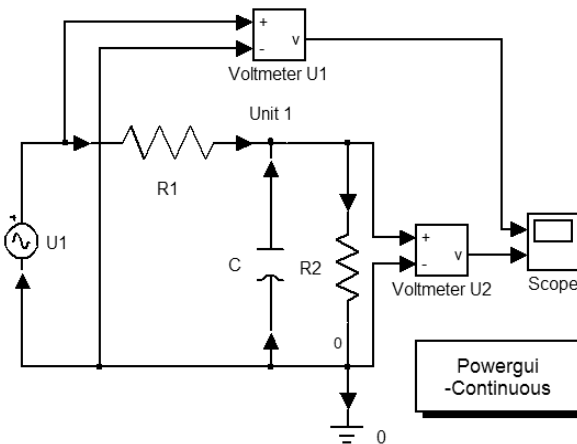 +
-
v
Voltmeter U1
Unit 1
R1
+
U1
C
R2
+
-
v
Voltmeter U2
Scope
0
Powergui
-Continuous
0